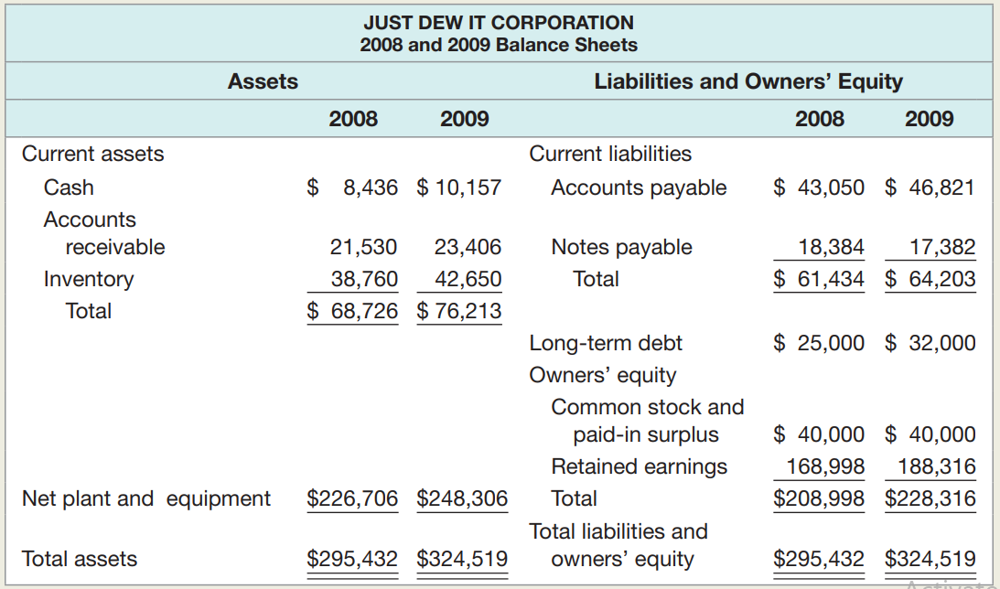 JUST DEW IT CORPORATION
2008 and 2009 Balance Sheets
Assets Liabilities and Owners’ Equity
2008 2009 2008 2009
Current assets Current liabilities
Cash $ 8,436 $ 10,157 Accounts payable $ 43,050 $ 46,821
Accounts
receivable 21,530 23,406 Notes payable 18,384 17,382
Inventory 38,760 42,650 Total $ 61,434 $ 64,203
Total $ 68,726 $ 76,213
Long-term debt $ 25,000 $ 32,000
Owners’ equity
Common stock and
paid-in surplus $ 40,000 $ 40,000
Retained earnings 168,998 188,316
Net plant and equipment $226,706 $248,306 Total $208,998 $228,316
Total liabilities and
Total assets $295,432 $324,519 owners’ equity $295,432 $324,519